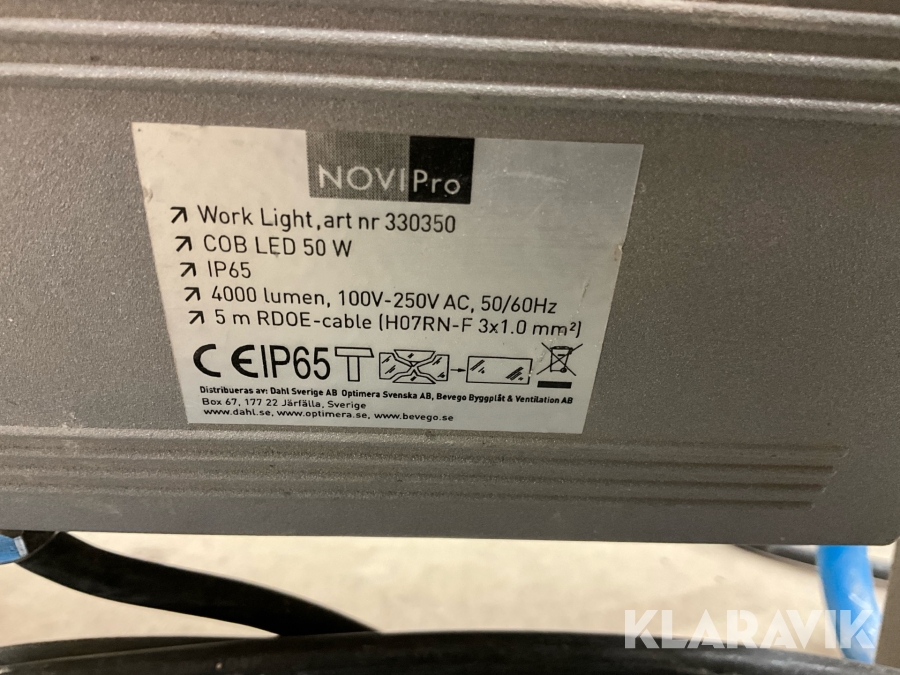 NOVIPro
Work Light,art nr 330350
COB LED 50 W
IP65
4000 lumen, 100V-250V AC, 50/60Hz
5 m RDOE-cable (H07RN-F 3x1.0 mm²)
CE IP65 T
Distribueras av: Dahl Sverige AB Optimera Svenska AB, Bevego Byggplåt & Ventilation AB
Box 67, 177 22 Järfälla, Sverige
www.dahl.se, www.optimera.se, www.bevego.se
KLARAVIK